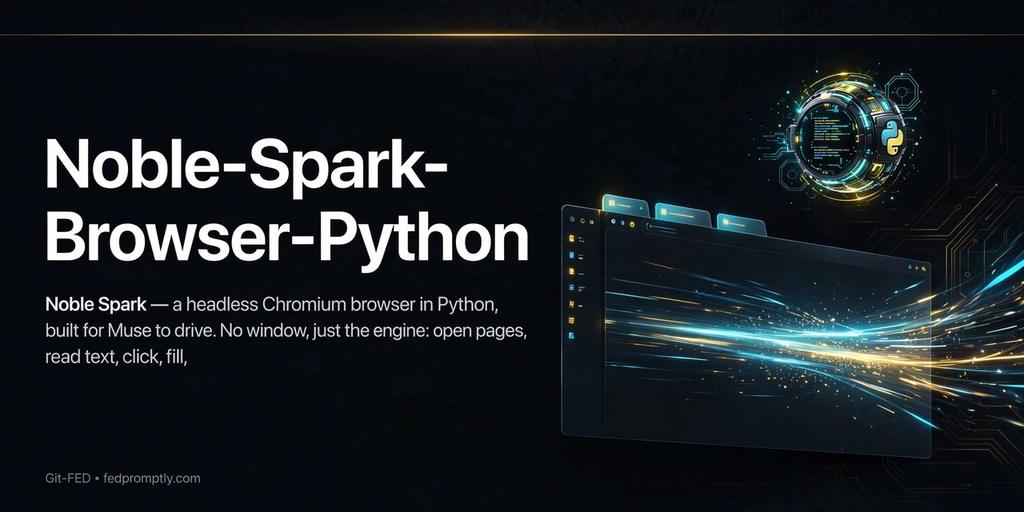 Noble-Spark-
Browser-Python
Noble Spark — a headless Chromium browser in Python,
built for Muse to drive. No window, just the engine: open pages,
read text, click, fill,
Git-FED • fedpromptly.com